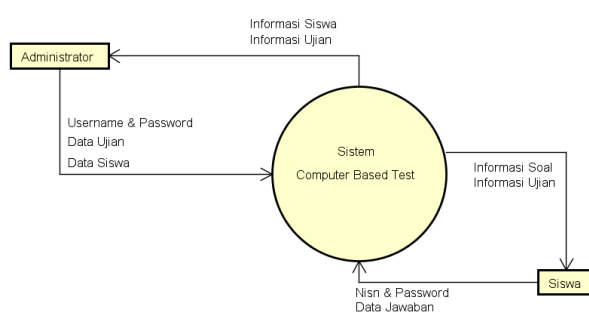 Informasi Siswa
Informasi Ujian
Administrator
Username & Password
Data Ujian
Data Siswa
Sistem
Computer Based Test
Informasi Soal
Informasi Ujian
Siswa
Nisn & Password
Data Jawaban